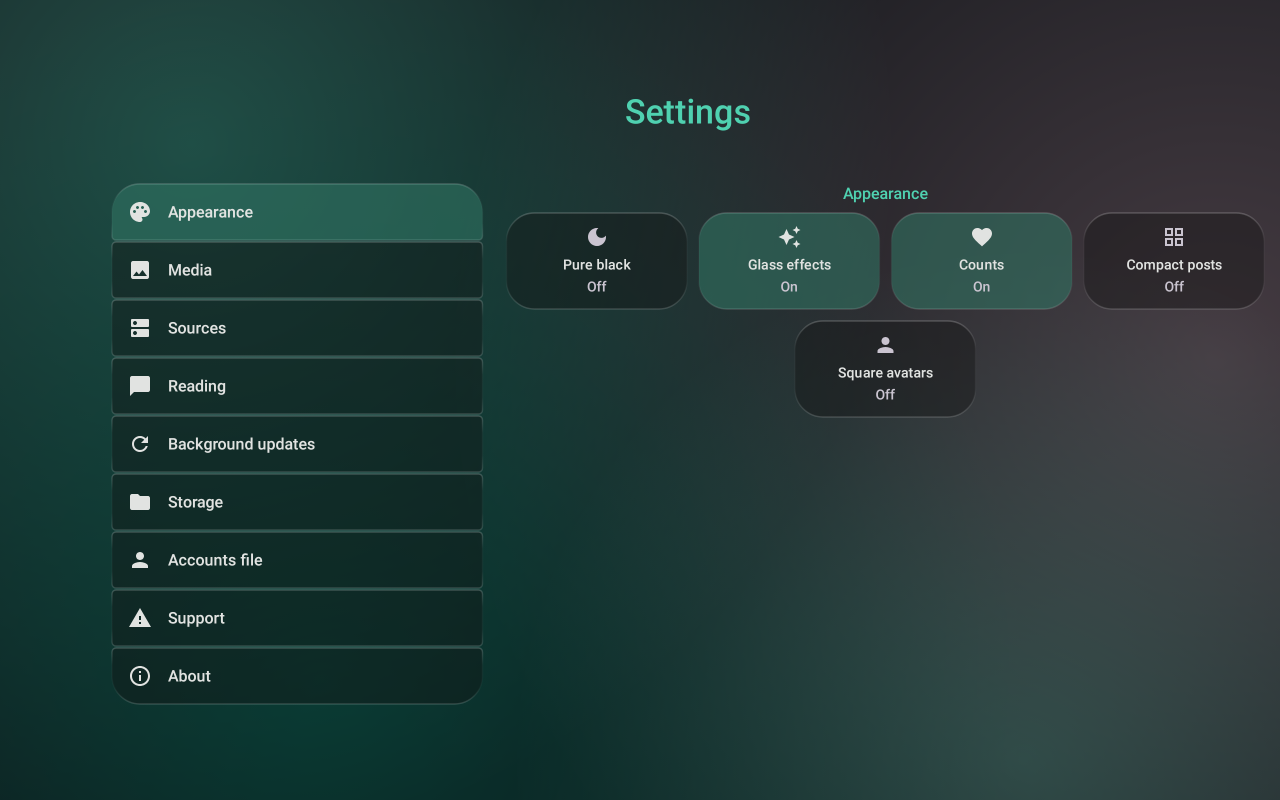 Settings
Appearance
Media
Sources
Reading
Background updates
Storage
Accounts file
Support
About
Appearance
Pure black
Off
Glass effects
On
Counts
On
Compact posts
Off
Square avatars
Off